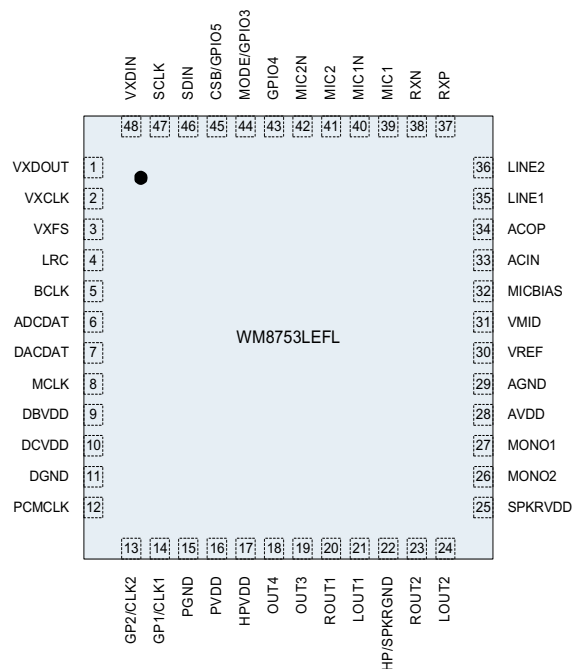 VXDIN
SCLK
SDIN
CSB/GPIO5
MODE/GPIO3
GPIO4
MIC2N
MIC2
MIC1N
MIC1
RXN
RXP
48 47 46 45 44 43 42 41 40 39 38 37
VXDOUT 1
VXCLK 2
VXFS 3
LRC 4
BCLK 5
ADCDAT 6
DACDAT 7
MCLK 8
DBVDD 9
DCVDD 10
DGND 11
PCMCLK 12
WM8753LEFL
36 LINE2
35 LINE1
34 ACOP
33 ACIN
32 MICBIAS
31 VMID
30 VREF
29 AGND
28 AVDD
27 MONO1
26 MONO2
25 SPKRVDD
13 14 15 16 17 18 19 20 21 22 23 24
GP2/CLK2
GP1/CLK1
PGND
PVDD
HPVDD
OUT4
OUT3
ROUT1
LOUT1
HP/SPKRGND
ROUT2
LOUT2